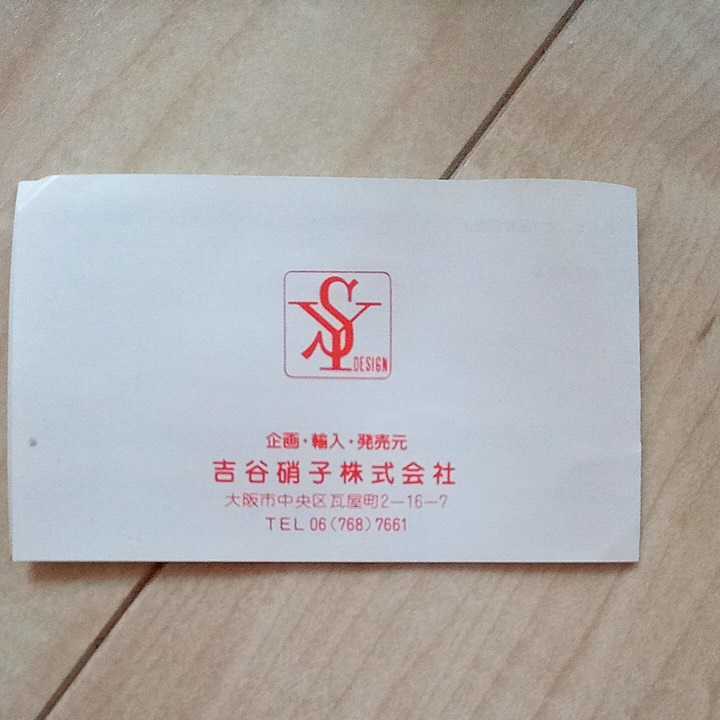 YS
DESIGN
企画・輸入・発売元
吉谷硝子株式会社
大阪市中央区瓦屋町2-16-7
TEL 06(768)7661